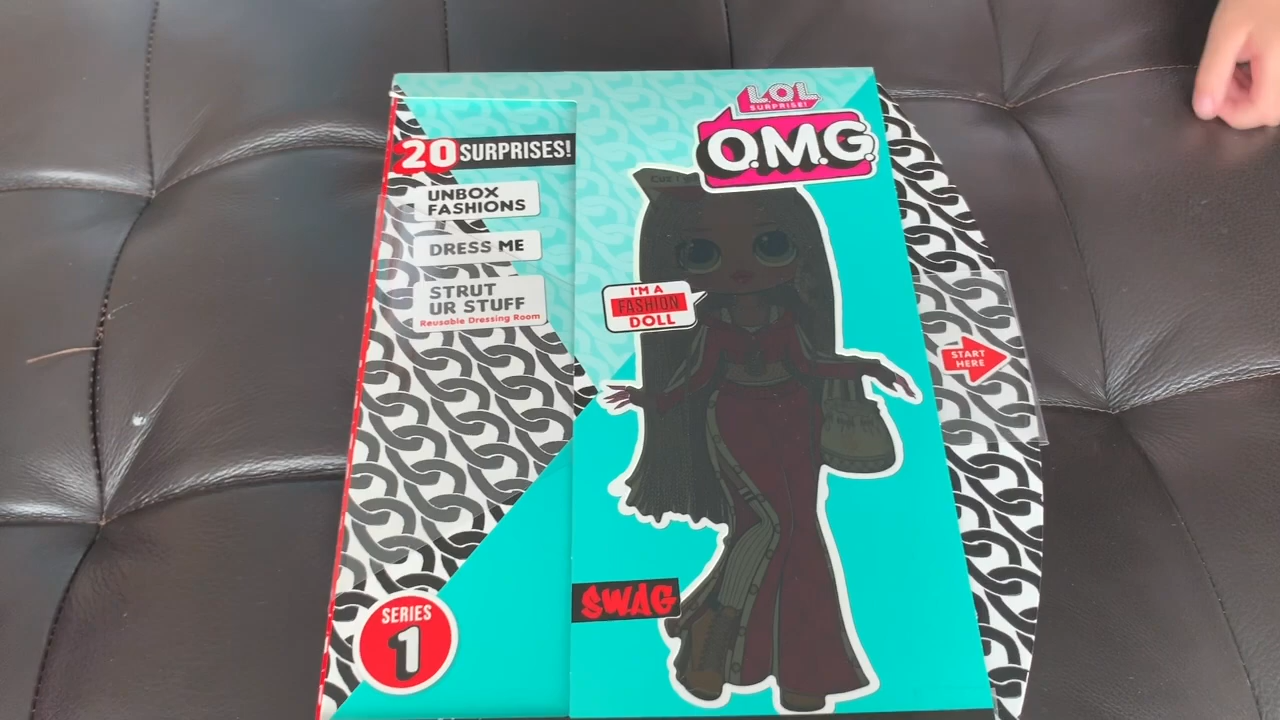 LOL
SURPRISE!
O.M.G.
20 SURPRISES!
UNBOX
FASHIONS
DRESS ME
STRUT
UR STUFF
Reusable Dressing Room
I'M A
FASHION
DOLL
START
HERE
SWAG
SERIES
1